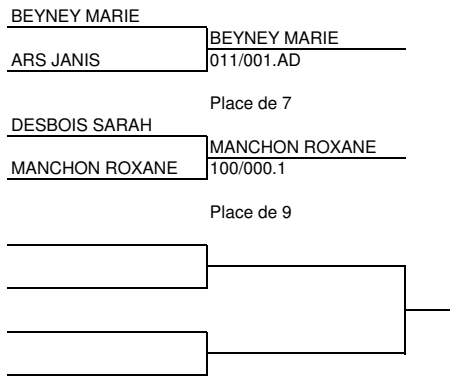 BEYNEY MARIE
BEYNEY MARIE
ARS JANIS
011/001.AD
Place de 7
DESBOIS SARAH
MANCHON ROXANE
MANCHON ROXANE
100/000.1
Place de 9